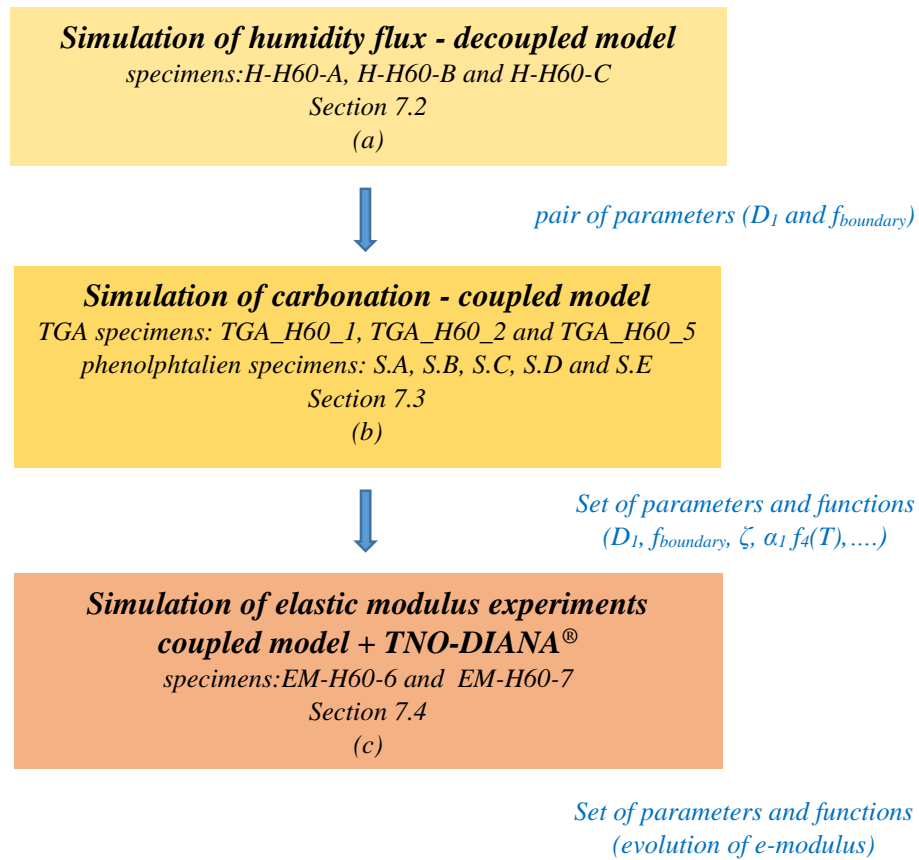 Simulation of humidity flux - decoupled model
specimens:H-H60-A, H-H60-B and H-H60-C
Section 7.2
(a)
pair of parameters (D1 and fboundary)
Simulation of carbonation - coupled model
TGA specimens: TGA_H60_1, TGA_H60_2 and TGA_H60_5
phenolphtalien specimens: S.A, S.B, S.C, S.D and S.E
Section 7.3
(b)
Set of parameters and functions
(D1, fboundary, ζ, α1 f4(T),....)
Simulation of elastic modulus experiments
coupled model + TNO-DIANA®
specimens:EM-H60-6 and EM-H60-7
Section 7.4
(c)
Set of parameters and functions
(evolution of e-modulus)